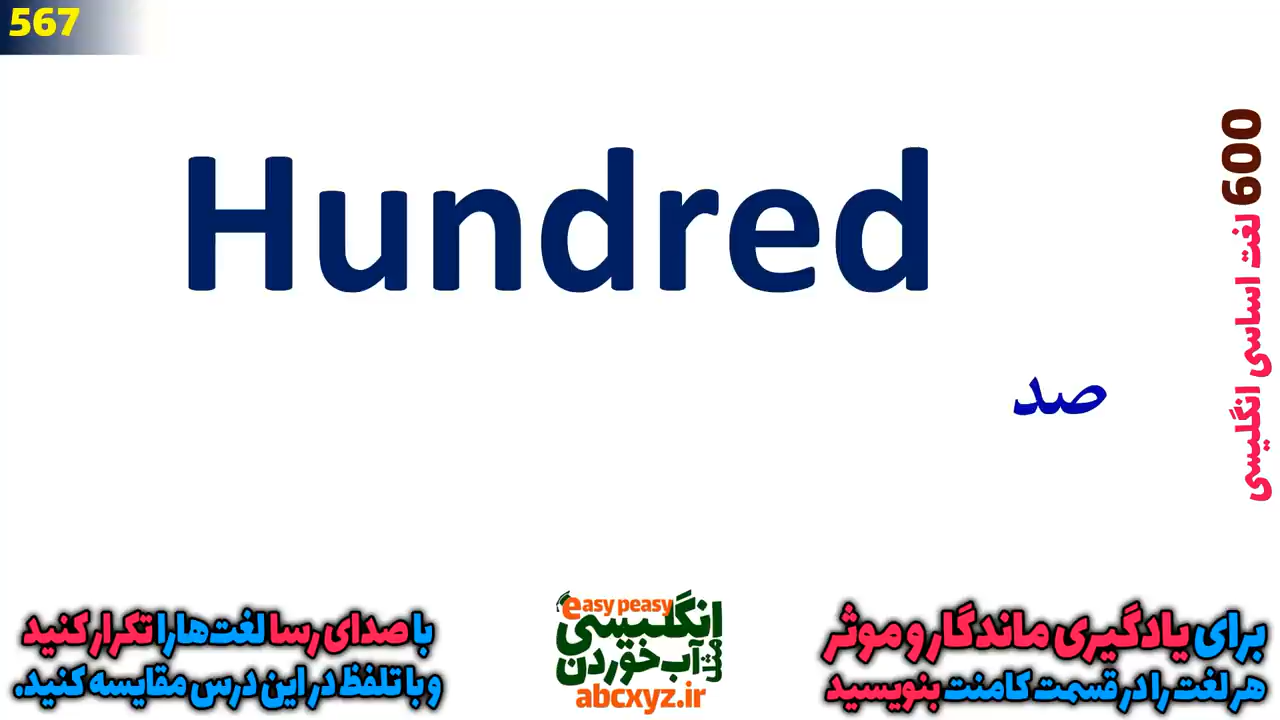 567
Hundred
صد
600 لغت اساسی انگلیسی
برای یادگیری ماندگار و موثر
هر لغت را در قسمت کامنت بنویسید
easy peasy
انگلیسی
مثل
آب خوردن
abcxyz.ir
با صدای رسا لغت‌ها را تکرار کنید
و با تلفظ در این درس مقایسه کنید.